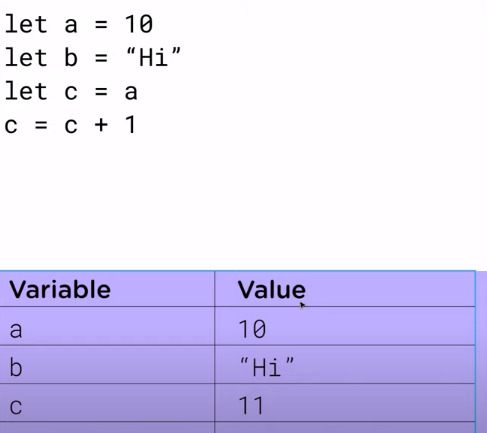 let a = 10
let b = “Hi”
let c = a
c = c + 1
Variable Value
a 10
b “Hi”
c 11